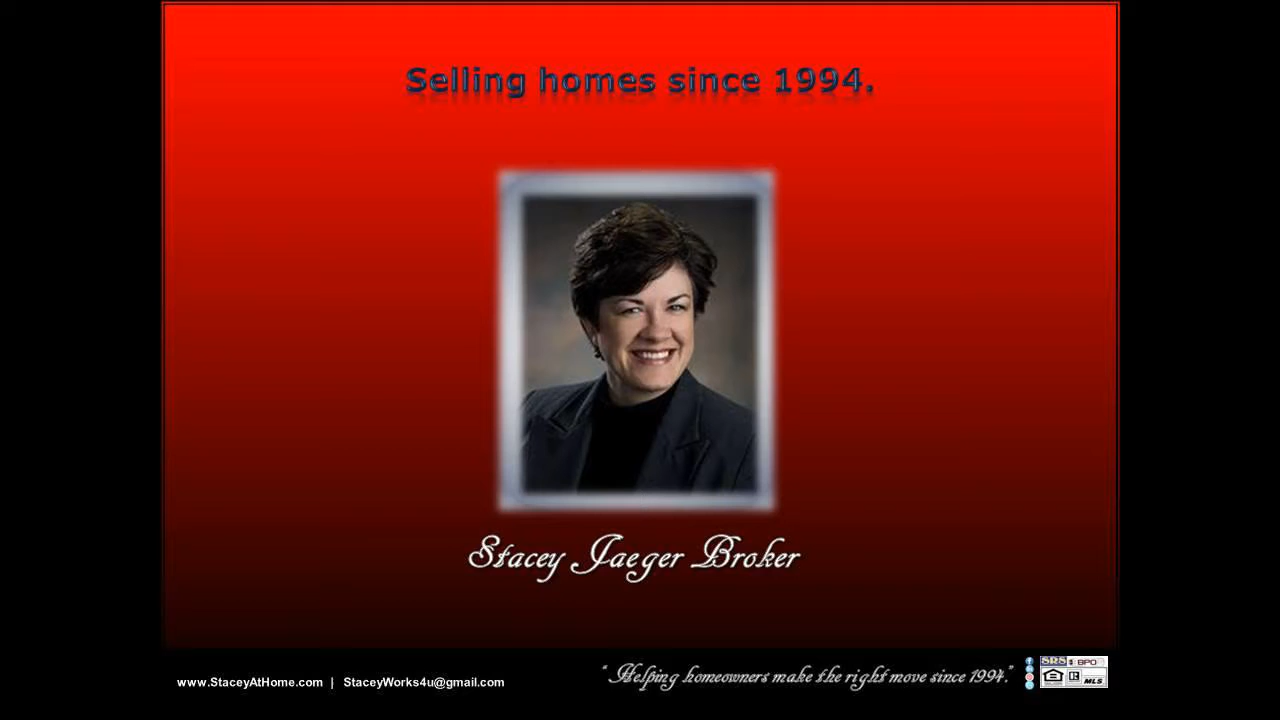 Selling homes since 1994.
Stacey Jaeger Broker
www.StaceyAtHome.com | StaceyWorks4u@gmail.com
“ Helping homeowners make the right move since 1994.”
SRS BPO
R MLS